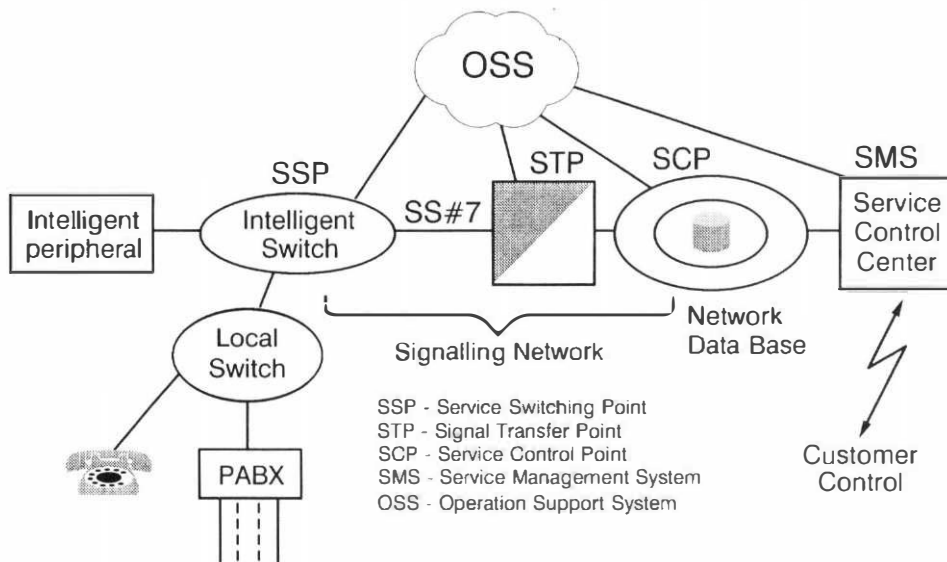 OSS
STP
SCP
SMS
SSP
Intelligent
peripheral
Intelligent
Switch
SS#7
Service
Control
Center
Local
Switch
Signalling Network
Network
Data Base
SSP - Service Switching Point
STP - Signal Transfer Point
SCP - Service Control Point
SMS - Service Management System
OSS - Operation Support System
Customer
Control
PABX